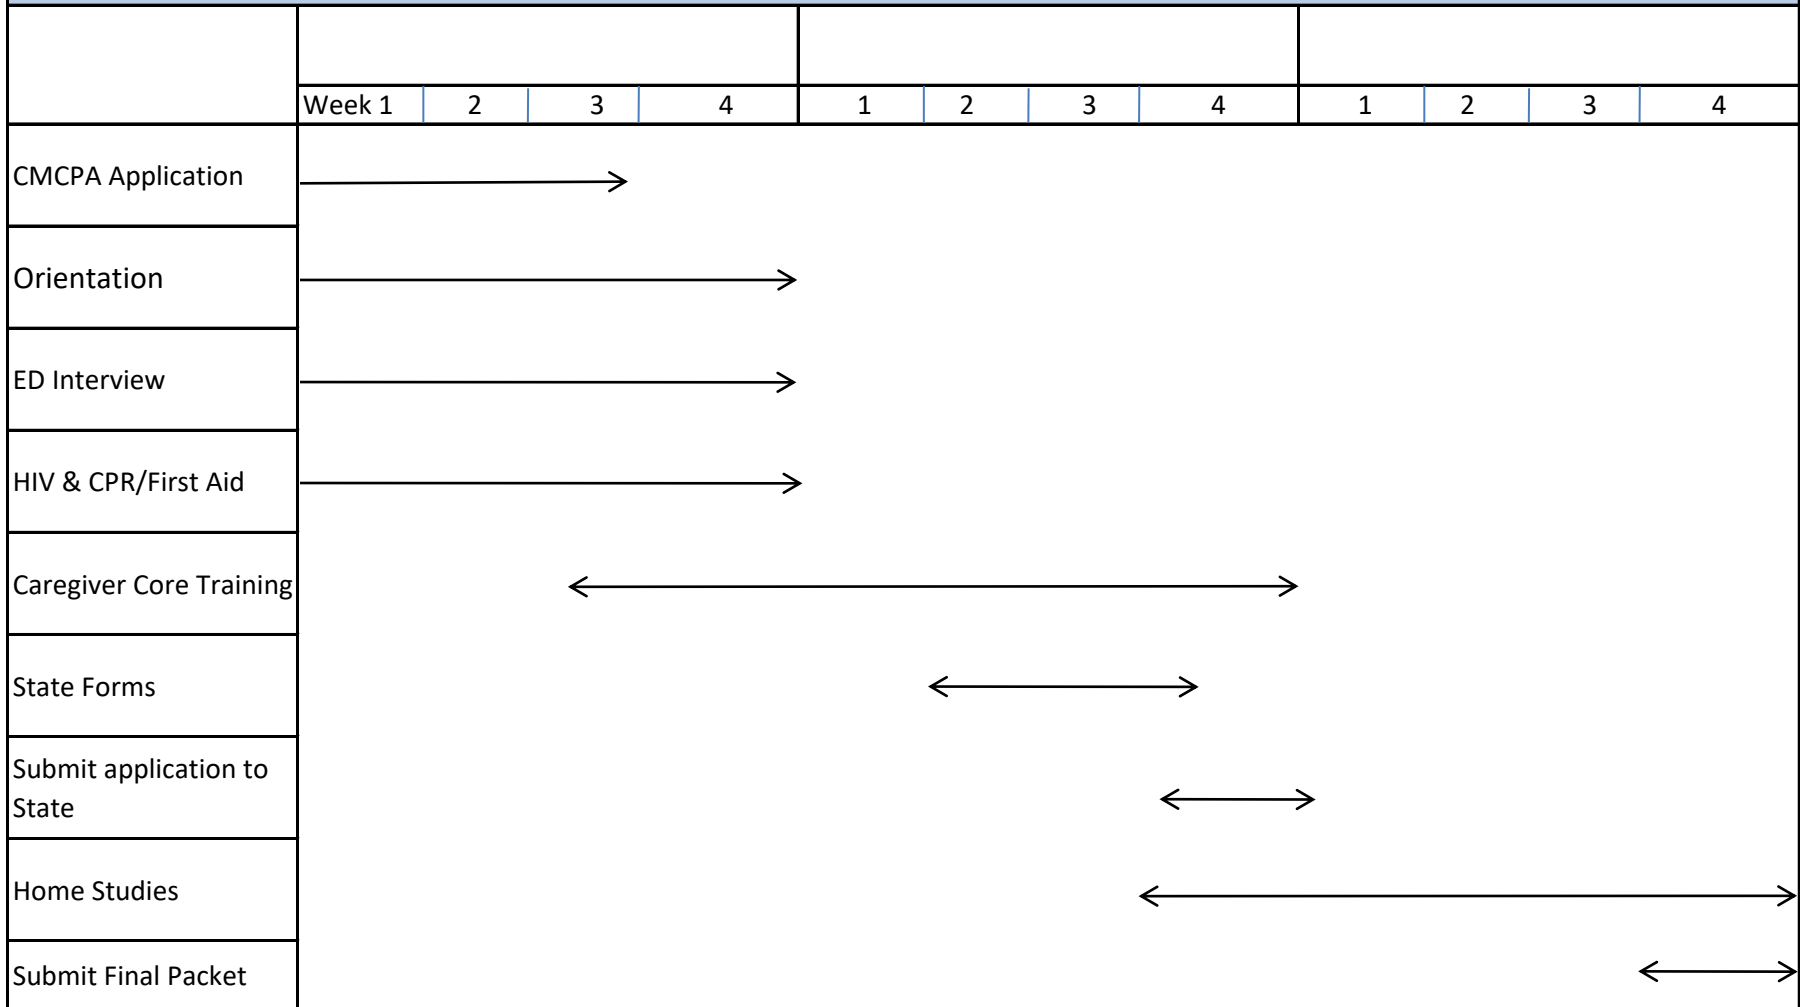 Week 1 2 3 4 1 2 3 4 1 2 3 4
CMCPA Application
Orientation
ED Interview
HIV & CPR/First Aid
Caregiver Core Training
State Forms
Submit application to
State
Home Studies
Submit Final Packet